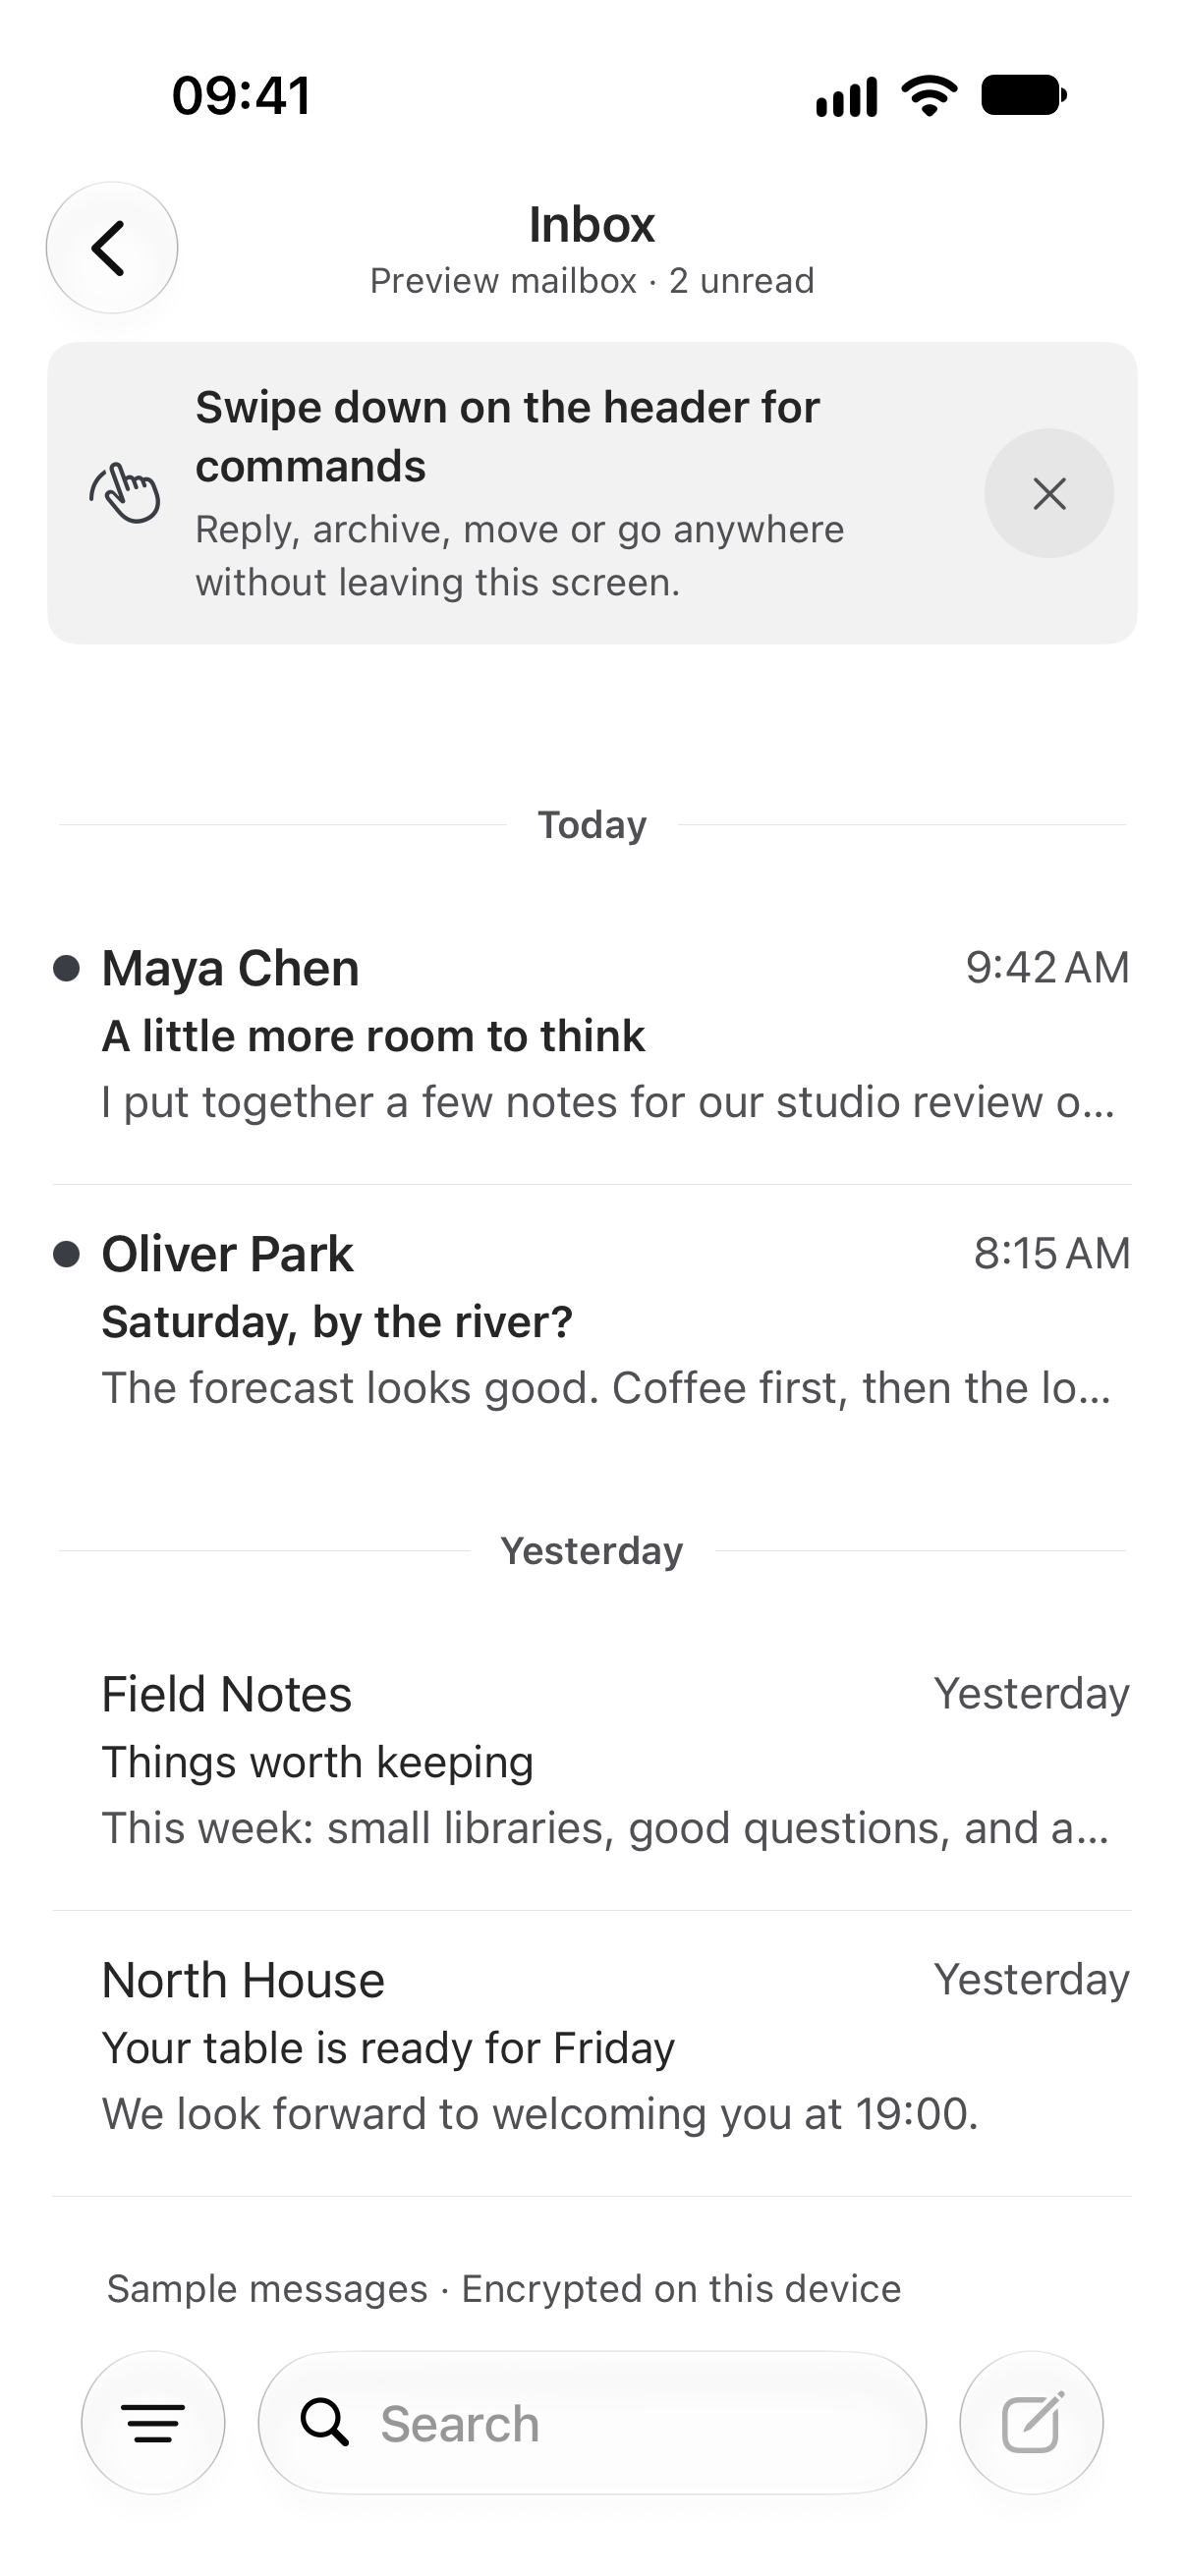 09:41
Inbox
Preview mailbox · 2 unread
Swipe down on the header for
commands
Reply, archive, move or go anywhere
without leaving this screen.
Today
Maya Chen 9:42 AM
A little more room to think
I put together a few notes for our studio review o...
Oliver Park 8:15 AM
Saturday, by the river?
The forecast looks good. Coffee first, then the lo...
Yesterday
Field Notes Yesterday
Things worth keeping
This week: small libraries, good questions, and a...
North House Yesterday
Your table is ready for Friday
We look forward to welcoming you at 19:00.
Sample messages · Encrypted on this device
Search